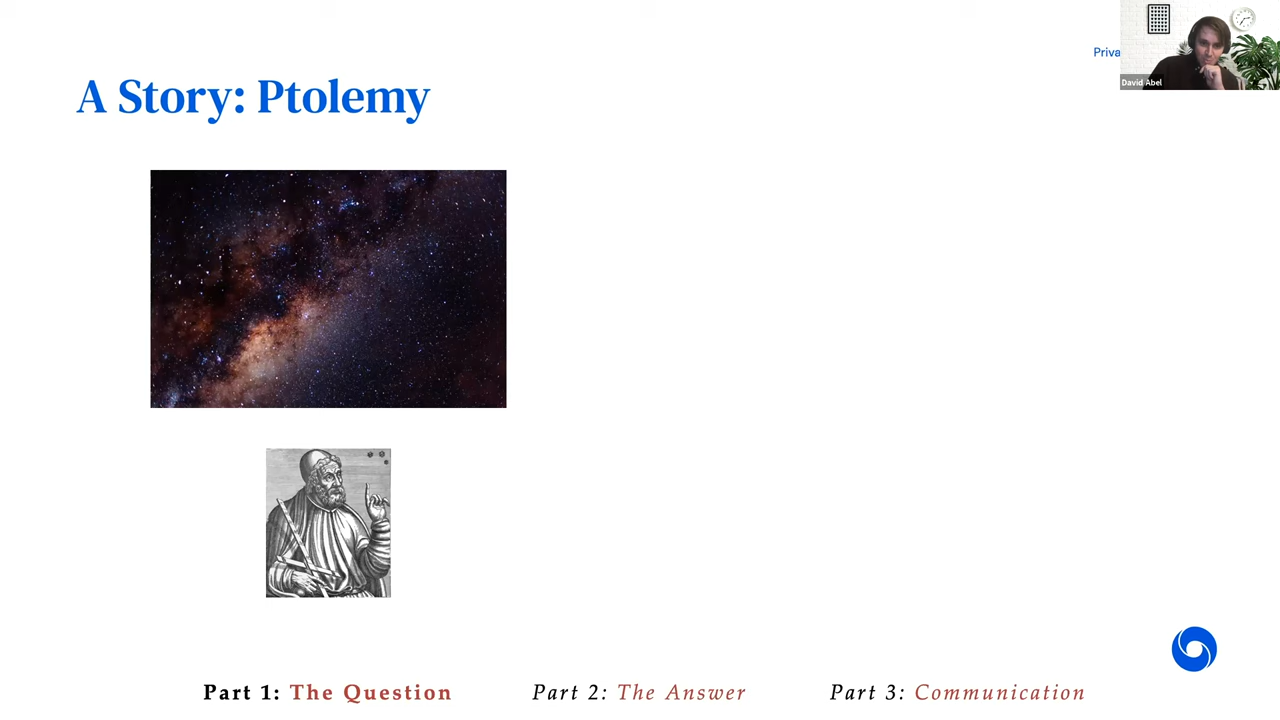 Priva
A Story: Ptolemy
David Abel
Part 1: The Question
Part 2: The Answer
Part 3: Communication